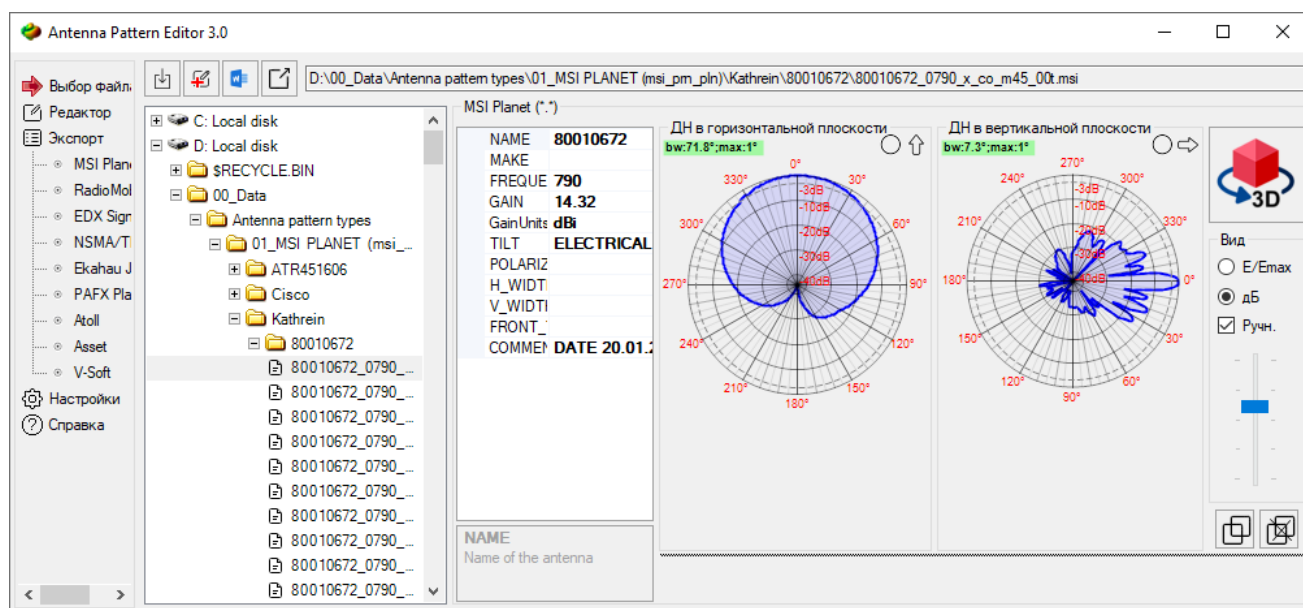 Antenna Pattern Editor 3.0
Выбор файл
Редактор
Экспорт
MSI Plan
RadioMol
EDX Sign
NSMA/T
Ekahau J
PAFX Pla
Atoll
Asset
V-Soft
Настройки
Справка
D:\00_Data\Antenna pattern types\01_MSI PLANET (msi_prn_pln)\Kathrein\80010672\80010672_0790_x_co_m45_00t.msi
C: Local disk
D: Local disk
$RECYCLE.BIN
00_Data
Antenna pattern types
01_MSI PLANET (msi_...
ATR451606
Cisco
Kathrein
80010672
80010672_0790_...
80010672_0790_...
80010672_0790_...
80010672_0790_...
80010672_0790_...
80010672_0790_...
80010672_0790_...
80010672_0790_...
80010672_0790_...
80010672_0790_...
MSI Planet (*.*)
NAME 80010672
MAKE
FREQUE 790
GAIN 14.32
GainUnits dBi
TILT ELECTRICAL
POLARIZ
H_WIDT
V_WIDTH
FRONT_
COMMEN DATE 20.01.2
NAME
Name of the antenna
ДН в горизонтальной плоскости
bw:71.8°;max:1°
0°
30°
60°
90°
120°
150°
180°
210°
240°
270°
300°
330°
-3dB
-10dB
-20dB
-30dB
-40dB
ДН в вертикальной плоскости
bw:7.3°;max:1°
270°
300°
330°
0°
30°
60°
90°
120°
150°
180°
210°
240°
-3dB
-10dB
-20dB
-30dB
-40dB
3D
Вид
E/Emax
дБ
Ручн.